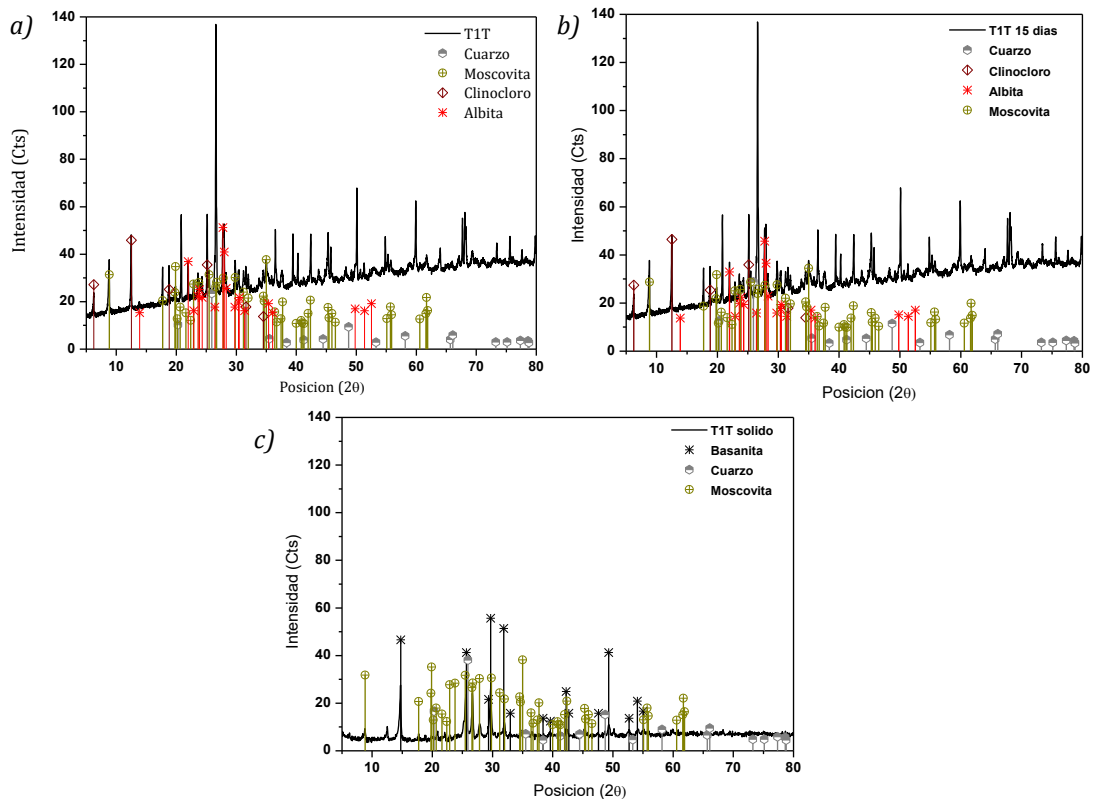 a)
T1T
Cuarzo
Moscovita
Clinocloro
Albita
Intensidad (Cts)
140
120
100
80
60
40
20
0
10 20 30 40 50 60 70 80
Posicion (2θ)
b)
T1T 15 dias
Cuarzo
Clinocloro
Albita
Moscovita
Intensidad (Cts)
140
120
100
80
60
40
20
0
10 20 30 40 50 60 70 80
Posicion (2θ)
c)
T1T solido
Basanita
Cuarzo
Moscovita
Intensidad (Cts)
140
120
100
80
60
40
20
0
10 20 30 40 50 60 70 80
Posicion (2θ)